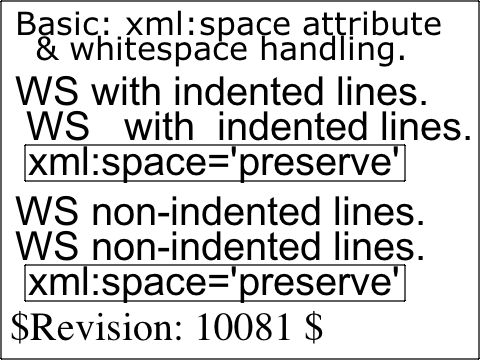 Basic: xml:space attribute
& whitespace handling.
WS with indented lines.
WS   with  indented lines.
xml:space='preserve'
WS non-indented lines.
WS non-indented lines.
xml:space='preserve'
$Revision: 10081 $